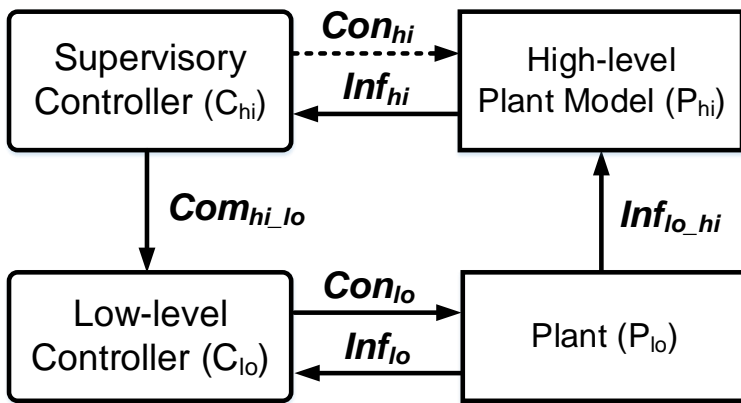 Supervisory
Controller (C_hi)
Con_hi
Inf_hi
High-level
Plant Model (P_hi)
Com_hi_lo
Inf_lo_hi
Low-level
Controller (C_lo)
Con_lo
Inf_lo
Plant (P_lo)